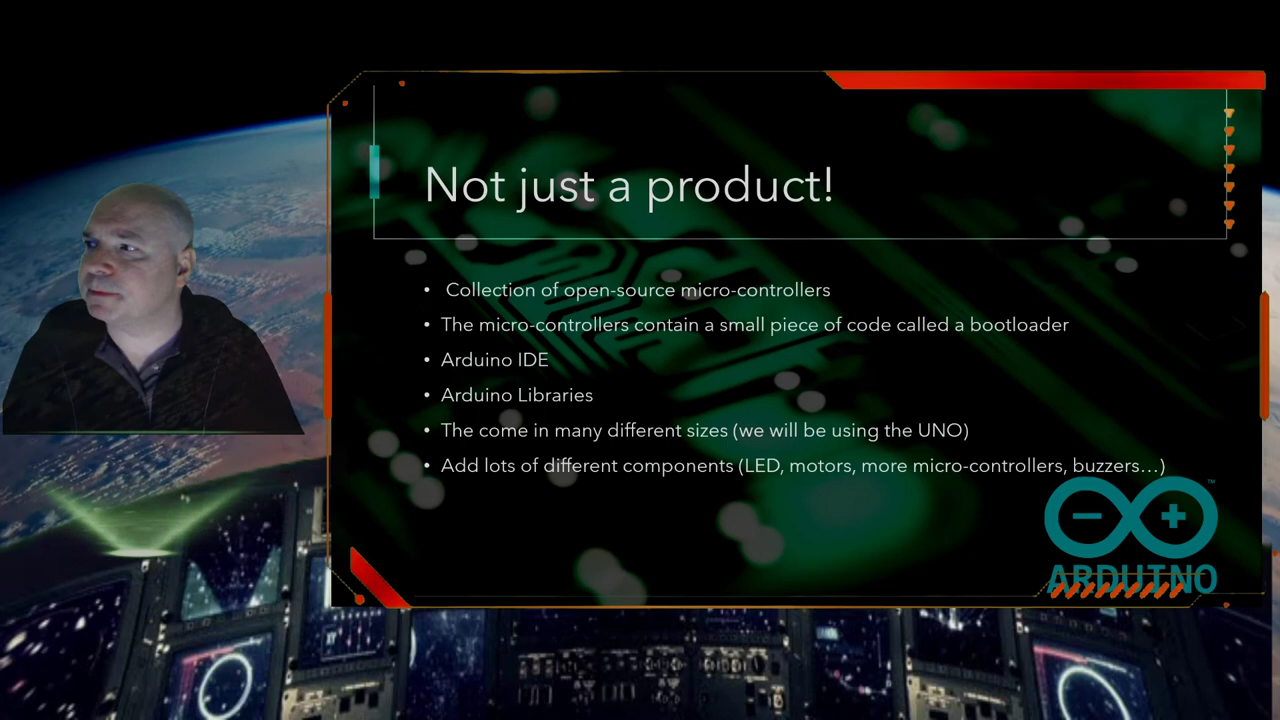 Not just a product!
• Collection of open-source micro-controllers
• The micro-controllers contain a small piece of code called a bootloader
• Arduino IDE
• Arduino Libraries
• The come in many different sizes (we will be using the UNO)
• Add lots of different components (LED, motors, more micro-controllers, buzzers…)
™
ARDUINO